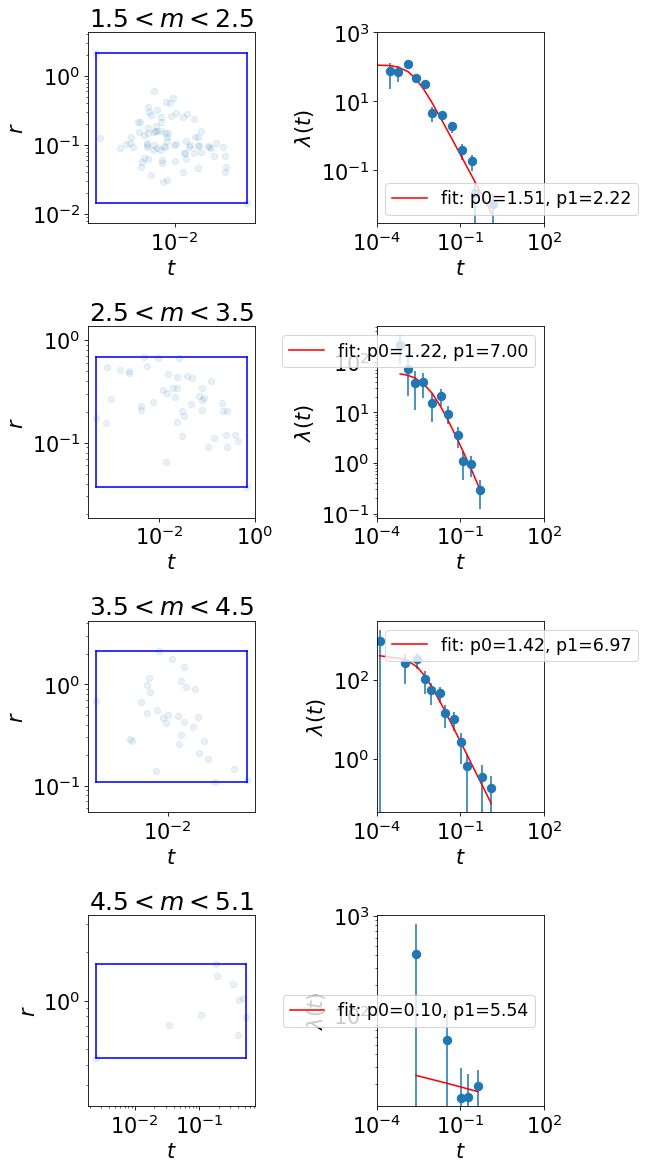 1.5 < m < 2.5
10⁰
10⁻¹
10⁻²
r
10⁻²
t
10³
10¹
10⁻¹
λ(t)
fit: p0=1.51, p1=2.22
10⁻⁴
10⁻¹
10²
t
2.5 < m < 3.5
10⁰
10⁻¹
r
10⁻²
10⁰
t
fit: p0=1.22, p1=7.00
10²
10¹
10⁰
10⁻¹
λ(t)
10⁻⁴
10⁻¹
10²
t
3.5 < m < 4.5
10⁰
10⁻¹
r
10⁻²
t
fit: p0=1.42, p1=6.97
10²
10⁰
λ(t)
10⁻⁴
10⁻¹
10²
t
4.5 < m < 5.1
10⁰
r
10⁻²
10⁻¹
t
10³
10²
λ(t)
fit: p0=0.10, p1=5.54
10⁻⁴
10⁻¹
10²
t